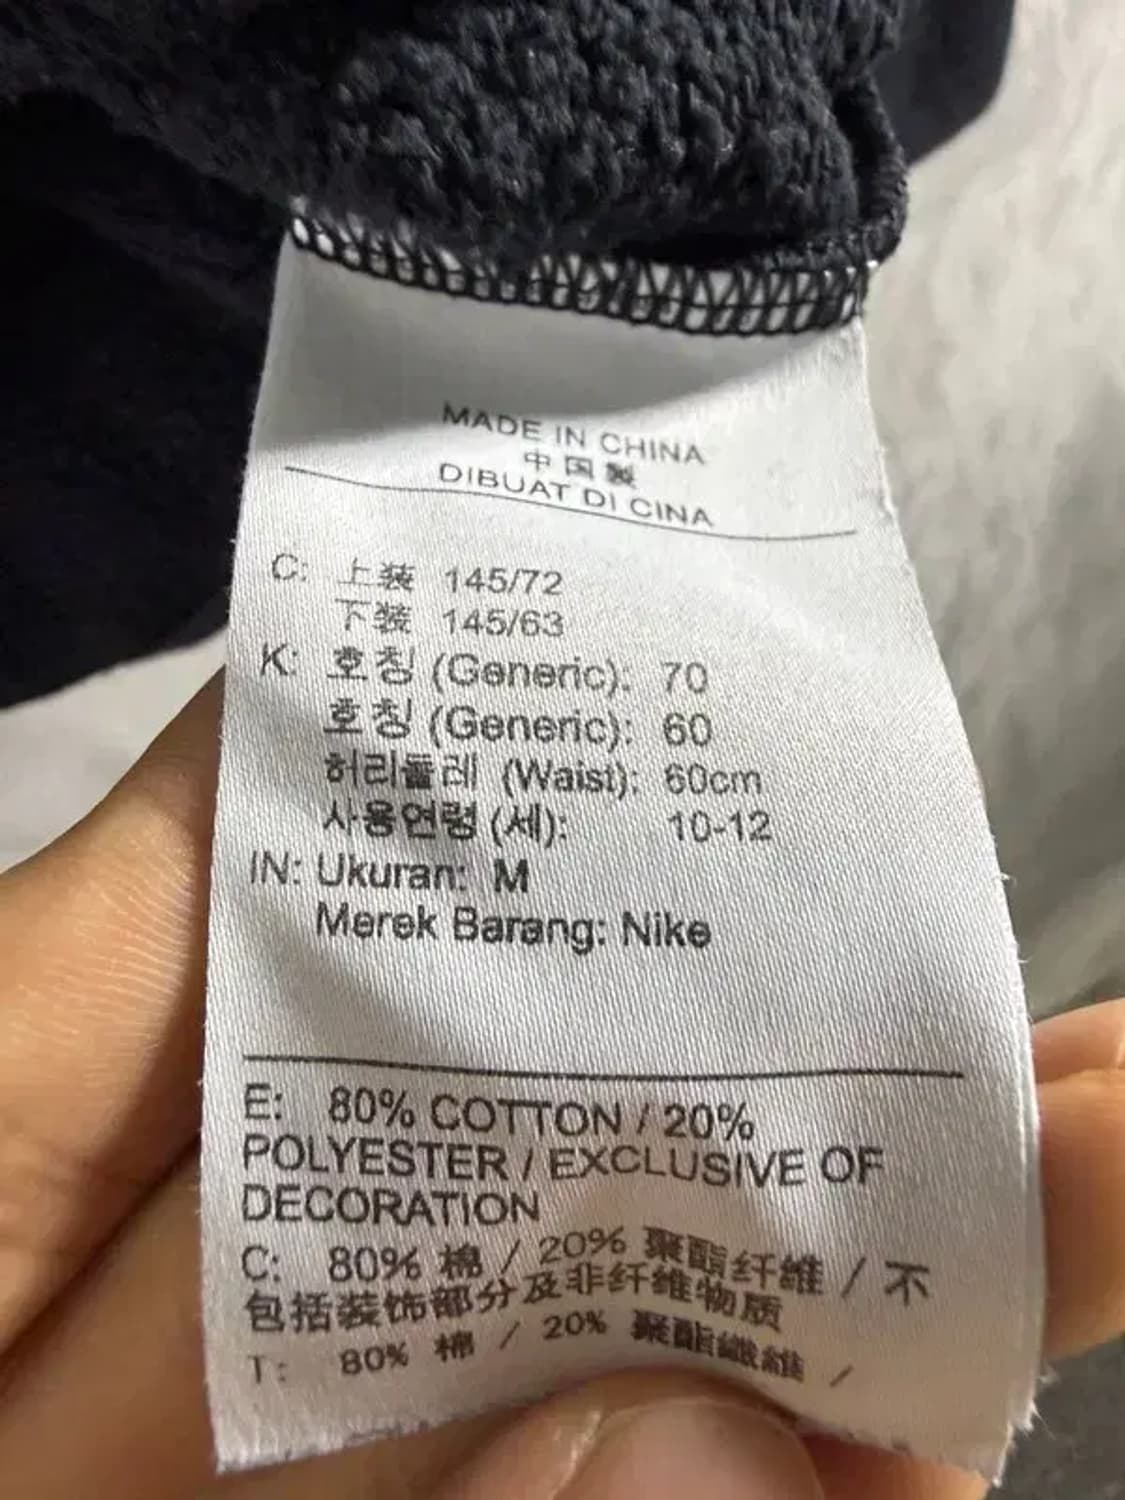 MADE IN CHINA
中国製
DIBUAT DI CINA
C: 上装 145/72
下装 145/63
K: 호칭 (Generic): 70
호칭 (Generic): 60
허리둘레 (Waist): 60cm
사용연령 (세): 10-12
IN: Ukuran: M
Merek Barang: Nike
E: 80% COTTON / 20%
POLYESTER / EXCLUSIVE OF
DECORATION
C: 80% 棉 / 20% 聚酯纤维 / 不
包括装饰部分及非纤维物质
T: 80% 棉 / 20% 聚酯纖維 /